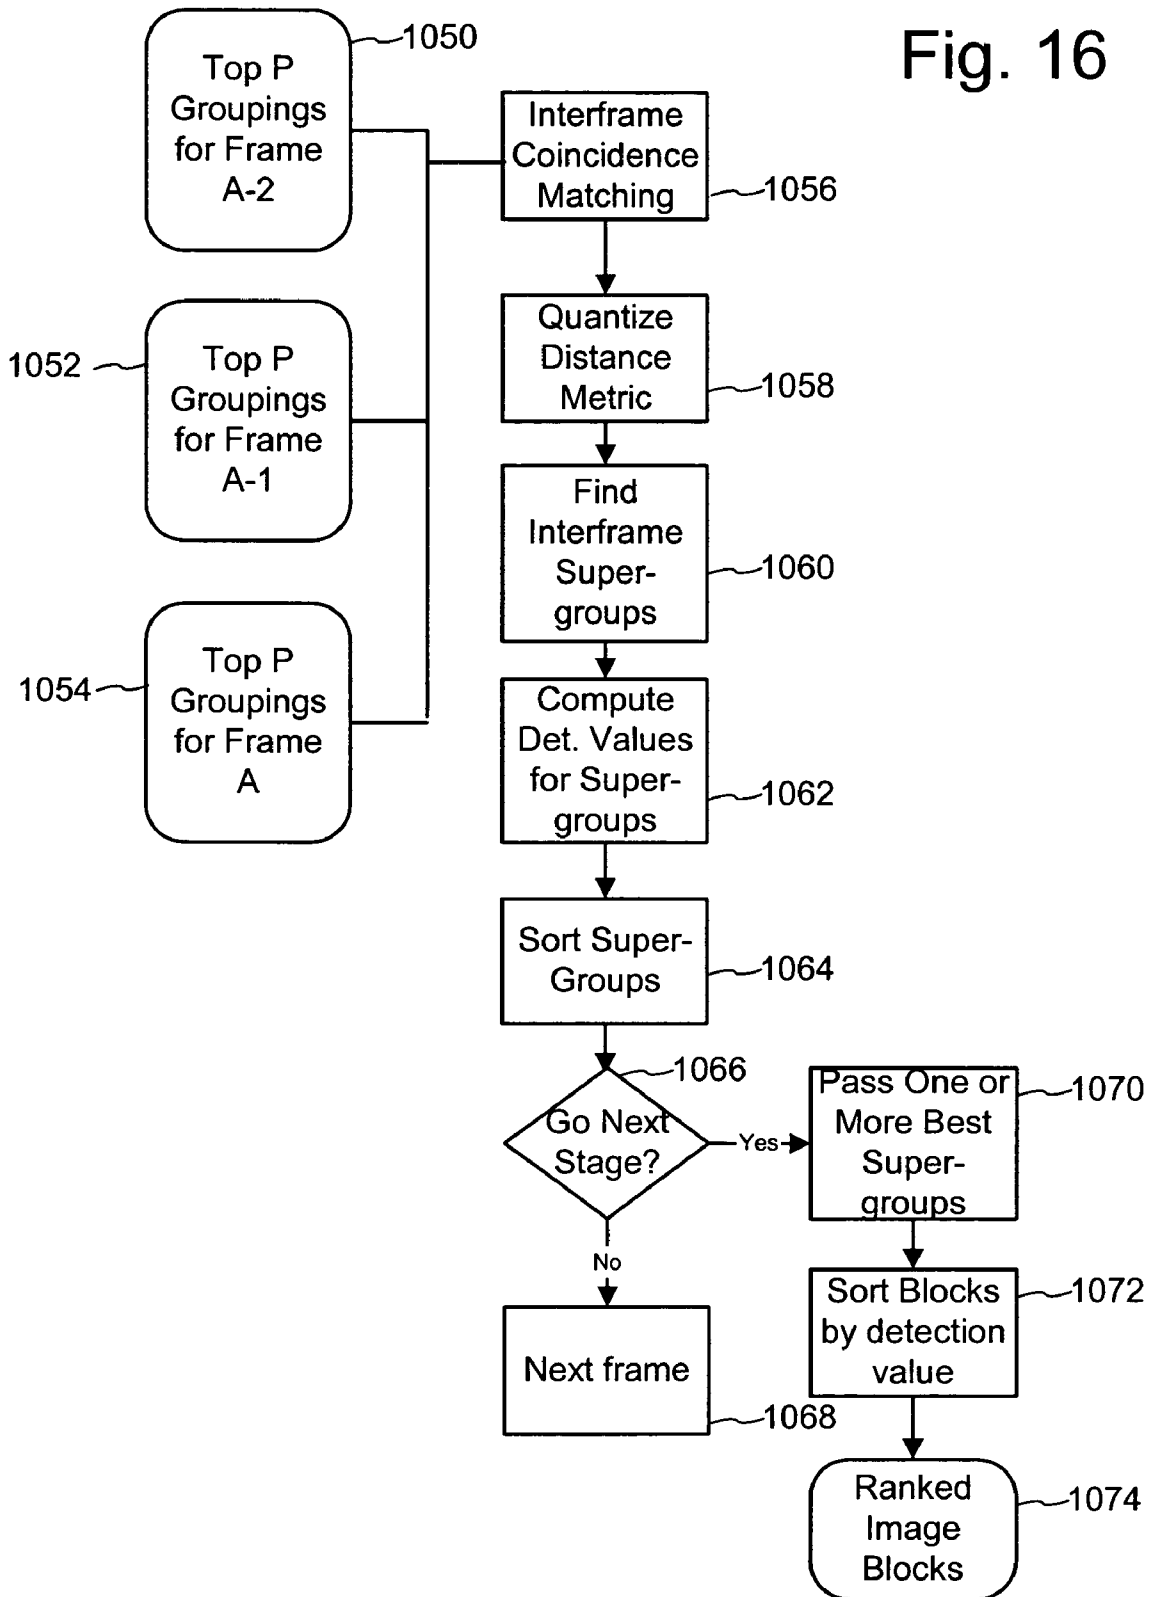 Fig. 16
1050
Top P
Groupings
for Frame
A-2
Interframe
Coincidence
Matching
1056
1052
Top P
Groupings
for Frame
A-1
Quantize
Distance
Metric
1058
Find
Interframe
Super-
groups
1060
1054
Top P
Groupings
for Frame
A
Compute
Det. Values
for Super-
groups
1062
Sort Super-
Groups
1064
1066
Go Next
Stage?
Yes
No
Next frame
1068
Pass One or
More Best
Super-
groups
1070
Sort Blocks
by detection
value
1072
Ranked
Image
Blocks
1074